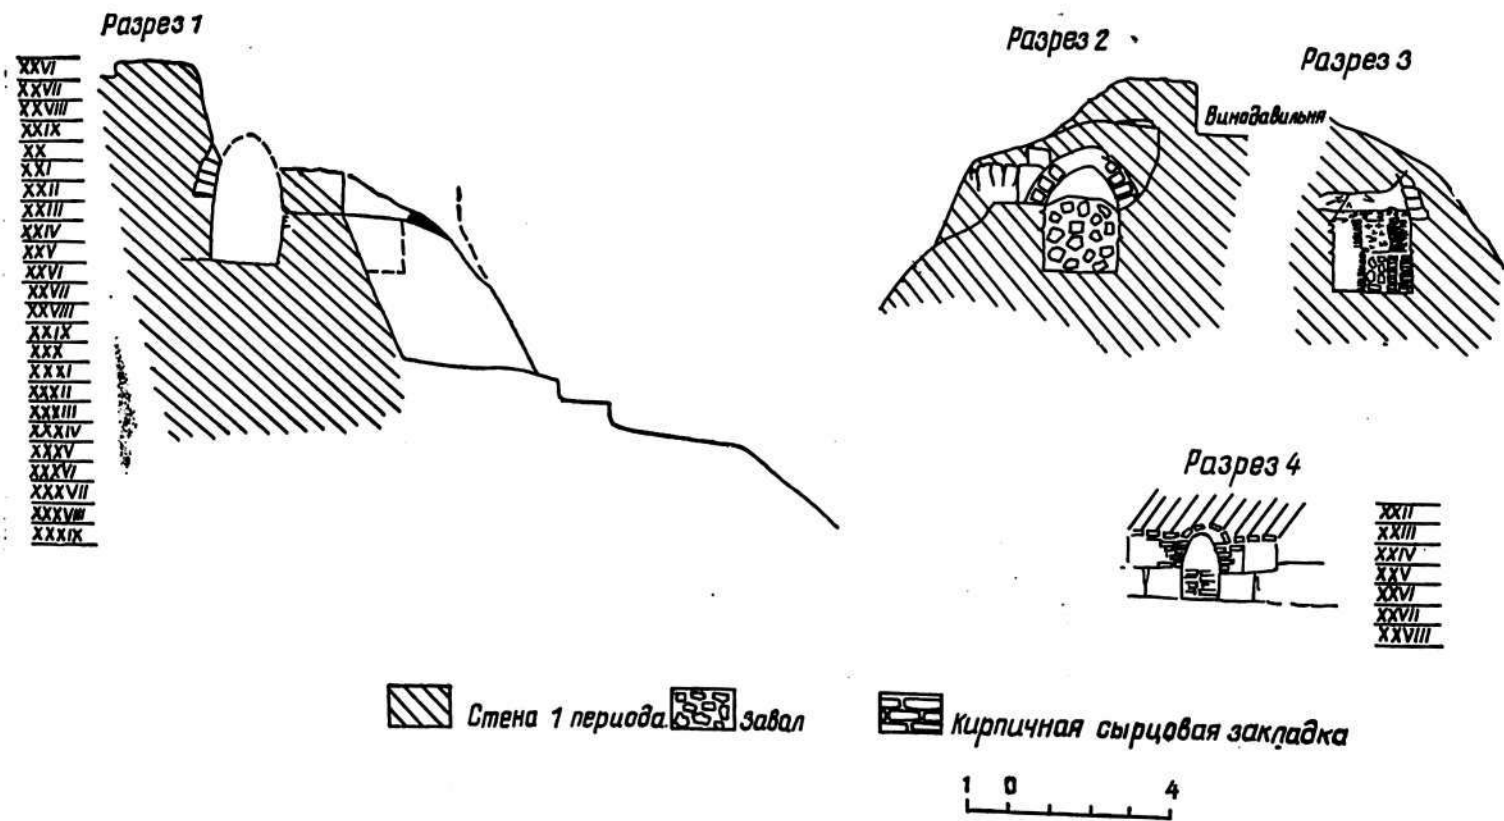 Разрез 1
XXVI
XXVII
XXVIII
XXIX
XX
XXI
XXII
XXIII
XXIV
XXV
XXVI
XXVII
XXVIII
XXIX
XXX
XXXI
XXXII
XXXIII
XXXIV
XXXV
XXXVI
XXXVII
XXXVIII
XXXIX
Разрез 2
Винодавильня
Разрез 3
Разрез 4
XXII
XXIII
XXIV
XXV
XXVI
XXVII
XXVIII
Стена 1 периода
Завал
Кирпичная сырцовая закладка
1 0 4